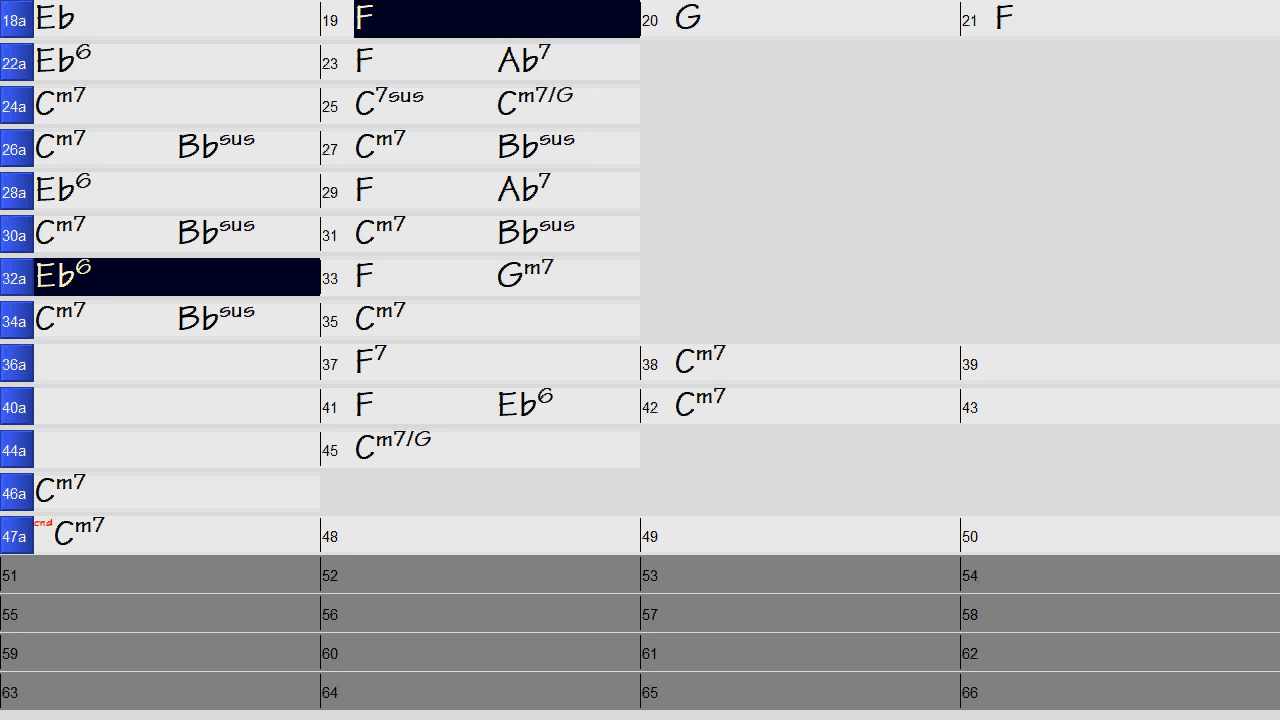 18a Eb 19 F 20 G 21 F
22a Eb6 23 F Ab7
24a Cm7 25 C7sus Cm7/G
26a Cm7 Bbsus 27 Cm7 Bbsus
28a Eb6 29 F Ab7
30a Cm7 Bbsus 31 Cm7 Bbsus
32a Eb6 33 F Gm7
34a Cm7 Bbsus 35 Cm7
36a 37 F7 38 Cm7 39
40a 41 F Eb6 42 Cm7 43
44a 45 Cm7/G
46a Cm7
47a end Cm7 48 49 50
51 52 53 54
55 56 57 58
59 60 61 62
63 64 65 66